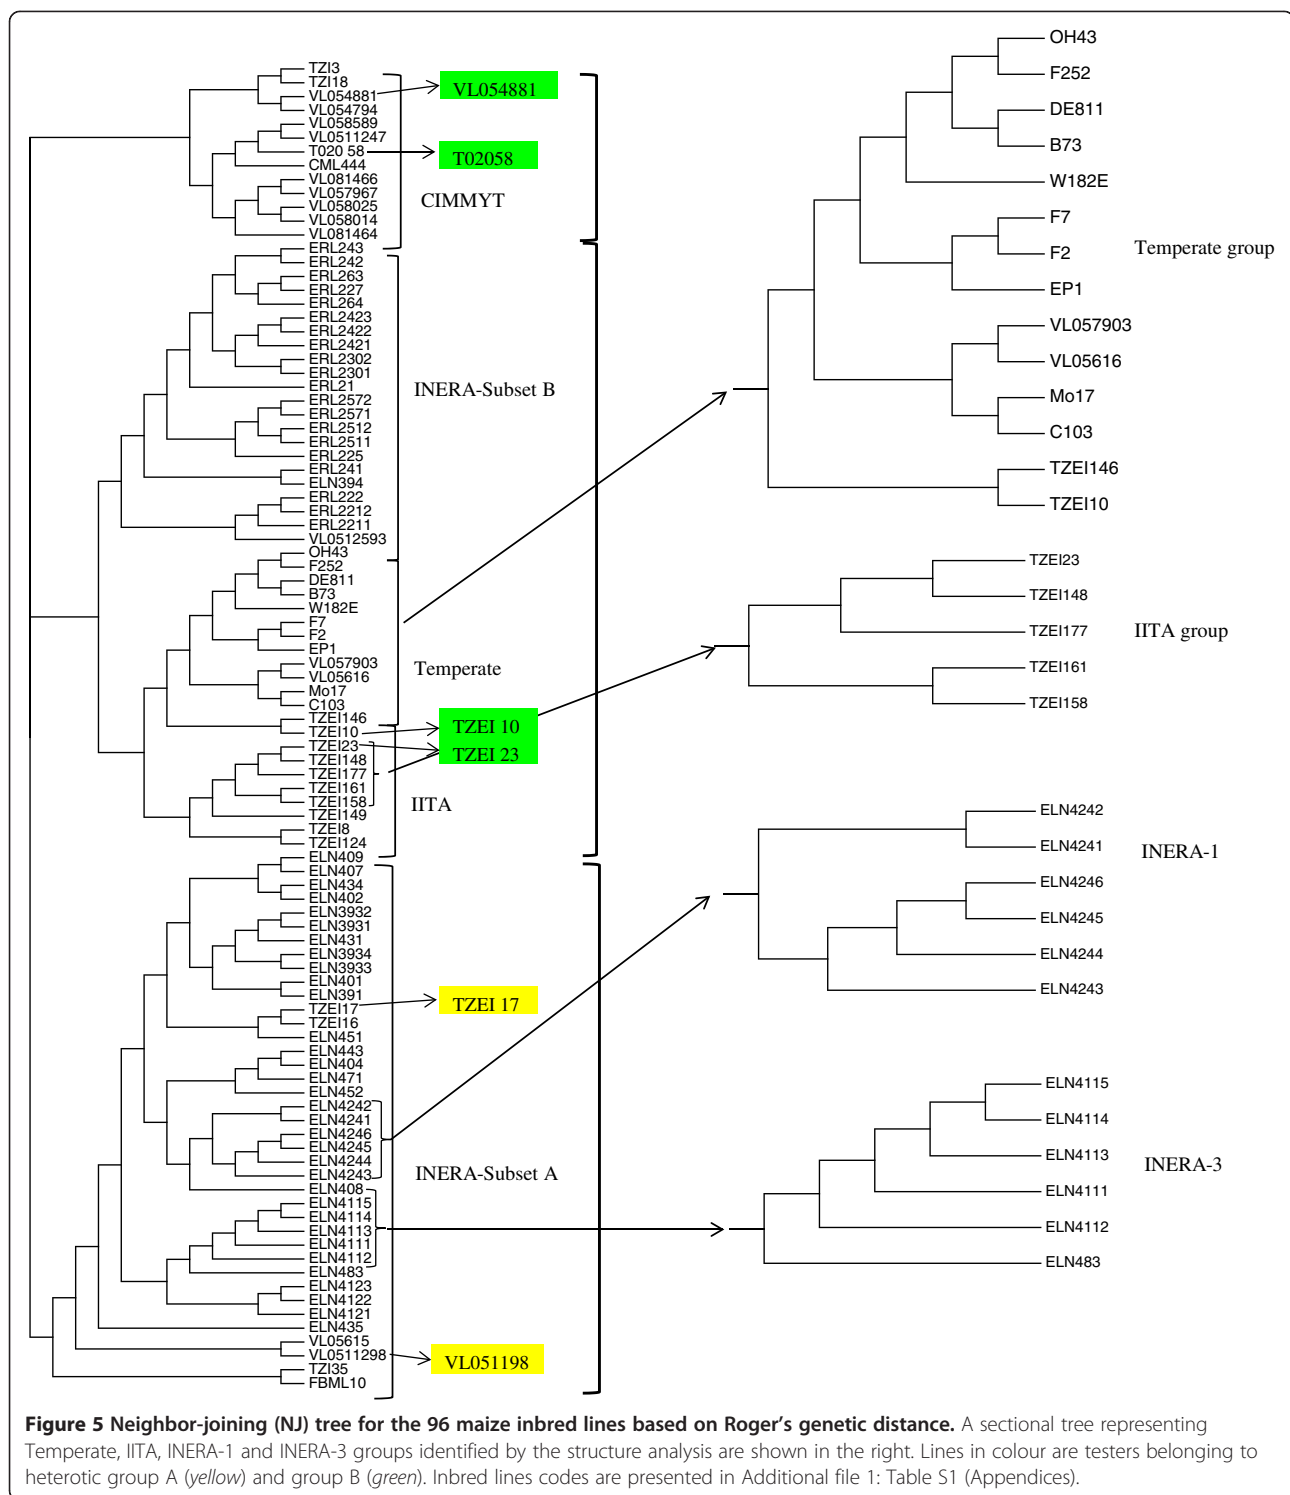 TZI3
TZI18
VL054881
VL054794
VL058589
VL0511247
T020 58
CML444
VL081466
VL057967
VL058025
VL058014
VL081464
ERL243
ERL242
ERL263
ERL227
ERL264
ERL2423
ERL2422
ERL2421
ERL2302
ERL2301
ERL21
ERL2572
ERL2571
ERL2512
ERL2511
ERL225
ERL241
ELN394
ERL222
ERL2212
ERL2211
VL0512593
OH43
F252
DE811
B73
W182E
F7
F2
EP1
VL057903
VL05616
Mo17
C103
TZEI146
TZEI10
TZEI23
TZEI148
TZEI177
TZEI161
TZEI158
TZEI149
TZEI8
TZEI124
ELN409
ELN407
ELN434
ELN402
ELN3932
ELN3931
ELN431
ELN3934
ELN3933
ELN401
ELN391
TZEI17
TZEI16
ELN451
ELN443
ELN404
ELN471
ELN452
ELN4242
ELN4241
ELN4246
ELN4245
ELN4244
ELN4243
ELN408
ELN4115
ELN4114
ELN4113
ELN4111
ELN4112
ELN483
ELN4123
ELN4122
ELN4121
ELN435
VL05615
VL0511298
TZI35
FBML10
VL054881
T02058
CIMMYT
INERA-Subset B
Temperate
TZEI 10
TZEI 23
IITA
TZEI 17
INERA-Subset A
VL051198
OH43
F252
DE811
B73
W182E
F7
F2
EP1
VL057903
VL05616
Mo17
C103
TZEI146
TZEI10
Temperate group
TZEI23
TZEI148
TZEI177
TZEI161
TZEI158
IITA group
ELN4242
ELN4241
ELN4246
ELN4245
ELN4244
ELN4243
INERA-1
ELN4115
ELN4114
ELN4113
ELN4111
ELN4112
ELN483
INERA-3
Figure 5 Neighbor-joining (NJ) tree for the 96 maize inbred lines based on Roger's genetic distance. A sectional tree representing
Temperate, IITA, INERA-1 and INERA-3 groups identified by the structure analysis are shown in the right. Lines in colour are testers belonging to
heterotic group A (yellow) and group B (green). Inbred lines codes are presented in Additional file 1: Table S1 (Appendices).